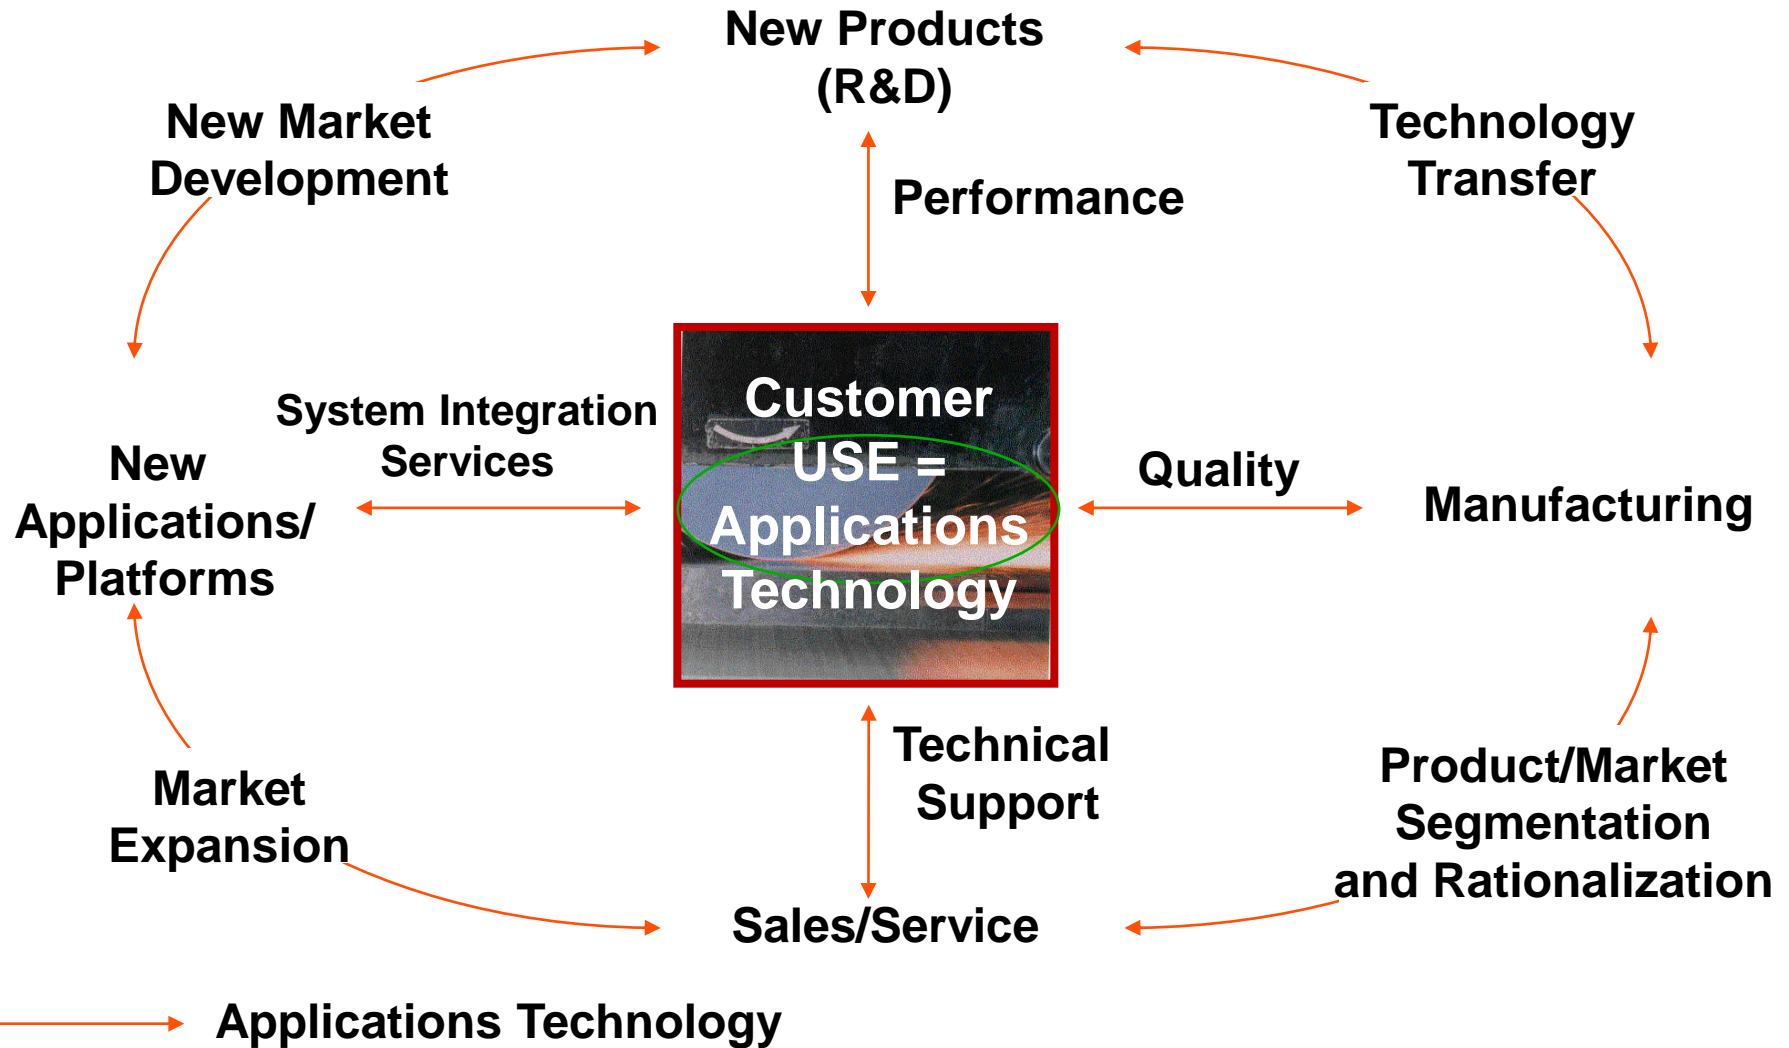 New Products
(R&D)
New Market
Development
Technology
Transfer
Performance
System Integration
Services
New
Applications/
Platforms
Customer
USE =
Applications
Technology
Quality
Manufacturing
Market
Expansion
Technical
Support
Product/Market
Segmentation
and Rationalization
Sales/Service
Applications Technology